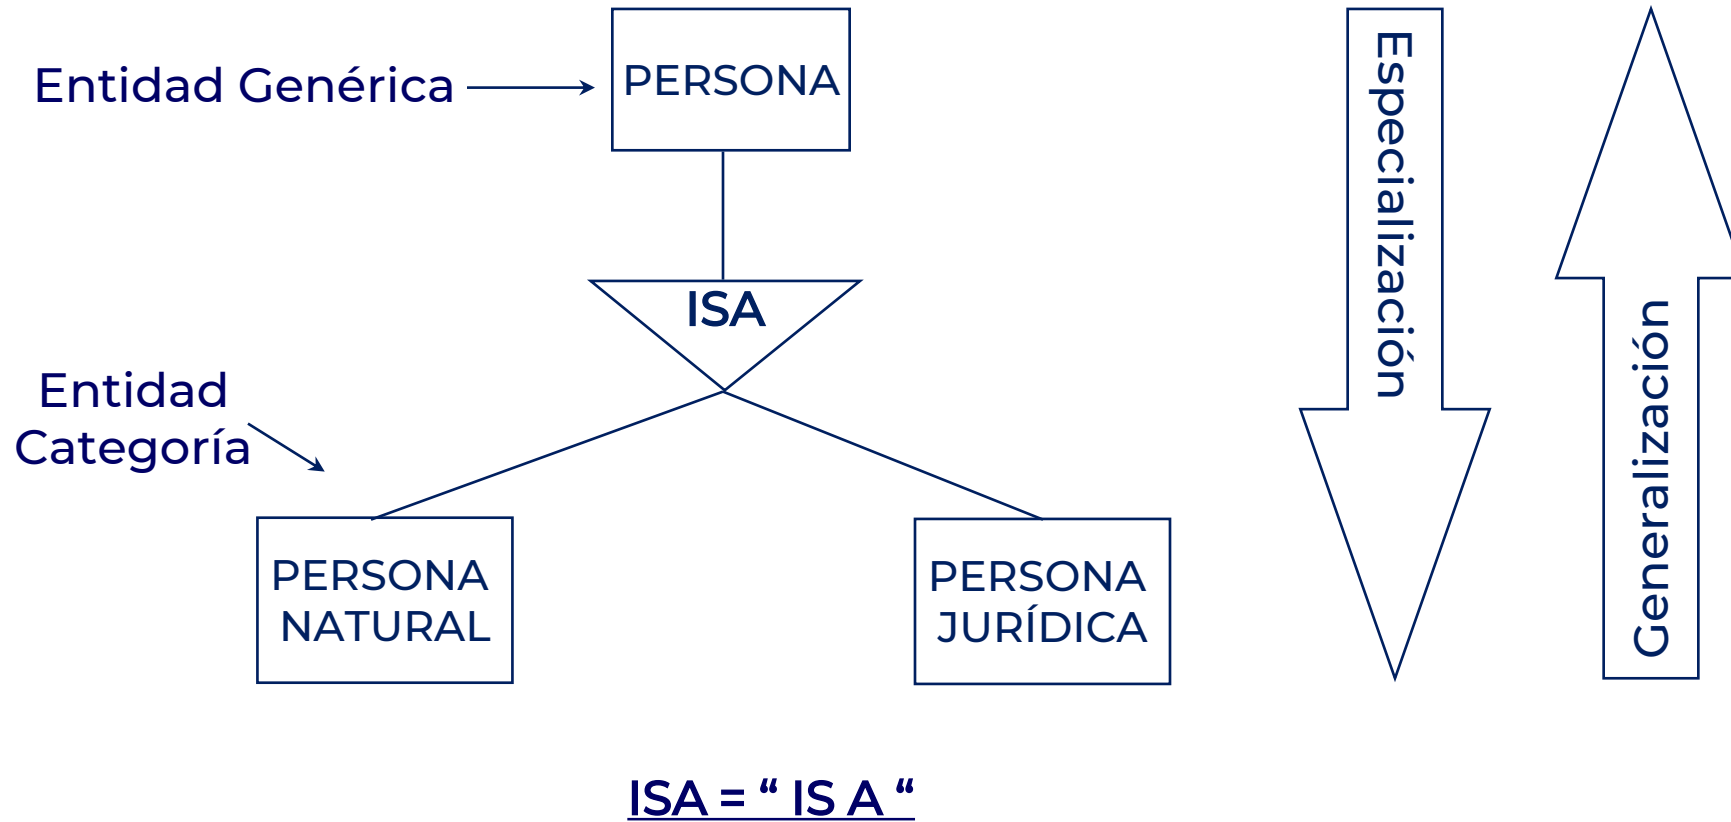 PERSONA
Entidad Genérica
ISA
Entidad
Categoría
PERSONA
NATURAL
PERSONA
JURÍDICA
Especialización
Generalización
ISA = “ IS A “